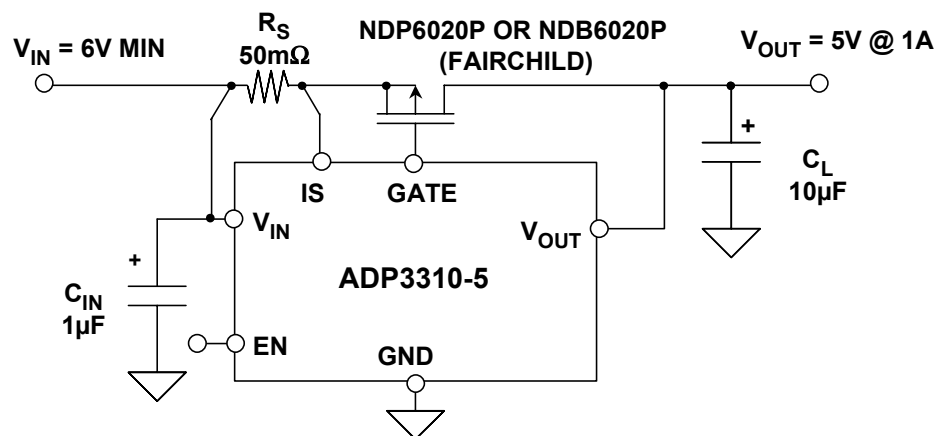 R_S
50mΩ
NDP6020P OR NDB6020P
(FAIRCHILD)
V_IN = 6V MIN
V_OUT = 5V @ 1A
+
C_L
10µF
IS
GATE
V_IN
V_OUT
ADP3310-5
+
C_IN
1µF
EN
GND